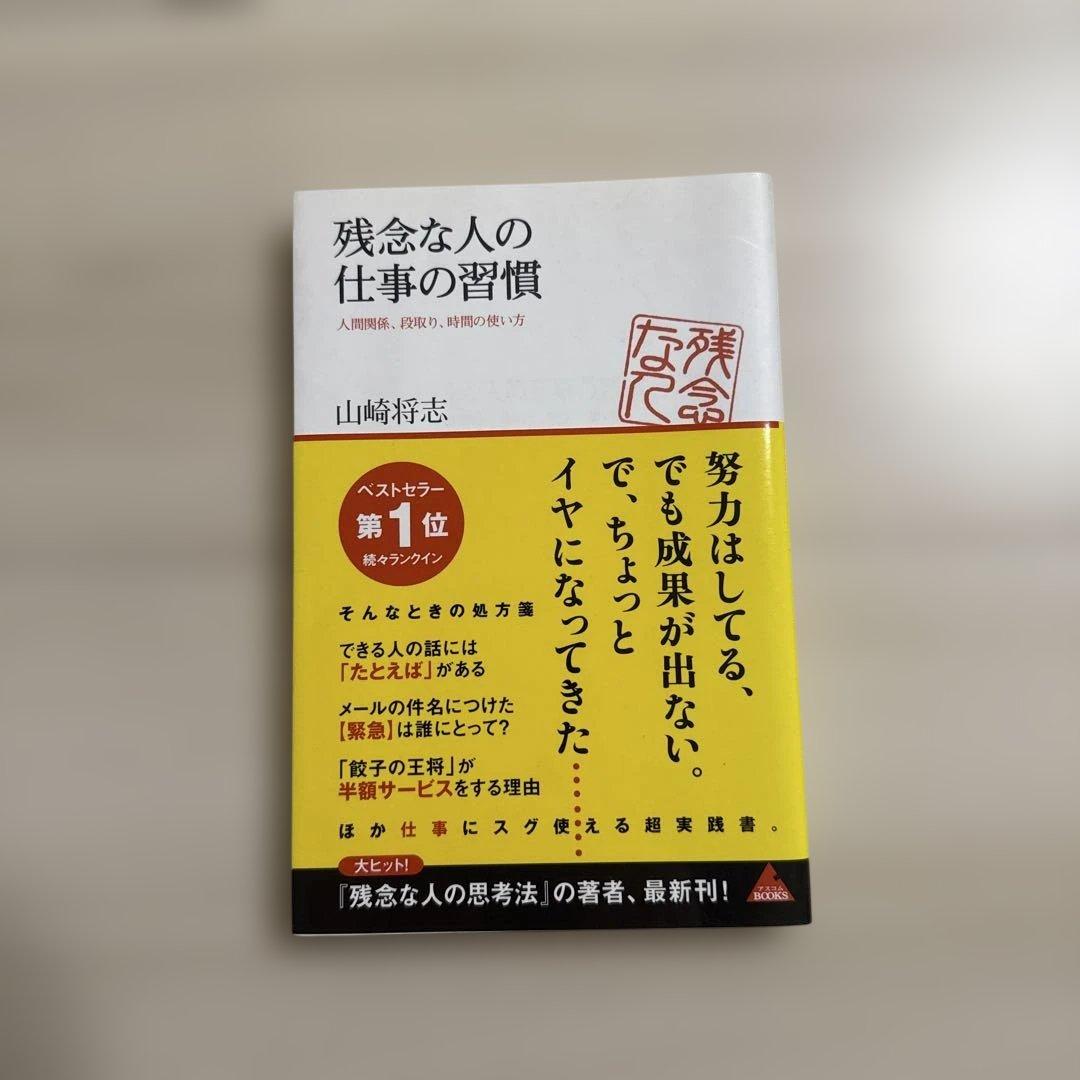 残念な人の
仕事の習慣
人間関係、段取り、時間の使い方
残念
な人
山崎将志
努力はしてる、
でも成果が出ない。
で、ちょっと
イヤになってきた……
ベストセラー
第1位
続々ランクイン
そんなときの処方箋
できる人の話には
「たとえば」がある
メールの件名につけた
【緊急】は誰にとって?
「餃子の王将」が
半額サービスをする理由
ほか仕事にスグ使える超実践書。
大ヒット!
『残念な人の思考法』の著者、最新刊!
アスコム
BOOKS